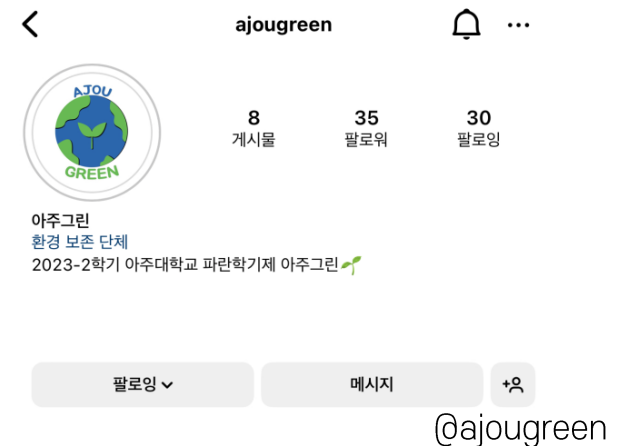 ajougreen
AJOU
GREEN
8
게시물
35
팔로워
30
팔로잉
아주그린
환경 보존 단체
2023-2학기 아주대학교 파란학기제 아주그린🌱
팔로잉
메시지
@ajougreen